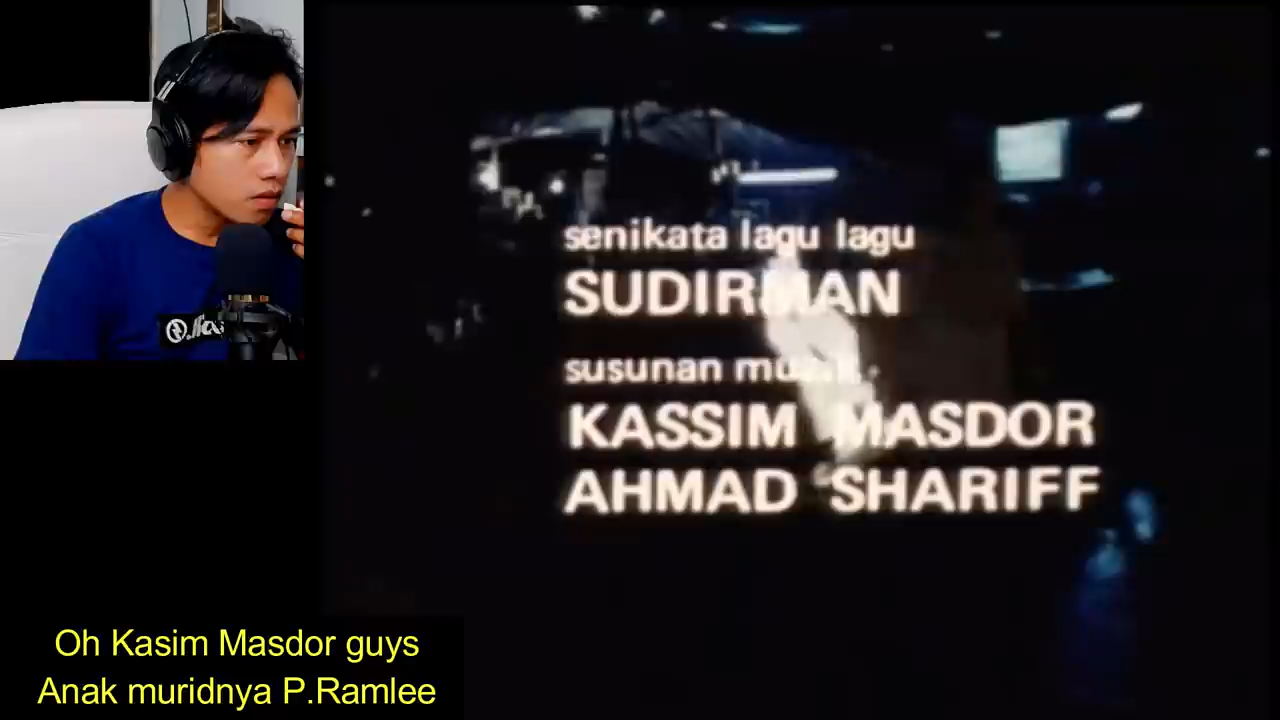 senikata lagu lagu
SUDIRMAN
susunan
KASSIM MASDOR
AHMAD SHARIFF
Oh Kasim Masdor guys
Anak muridnya P.Ramlee